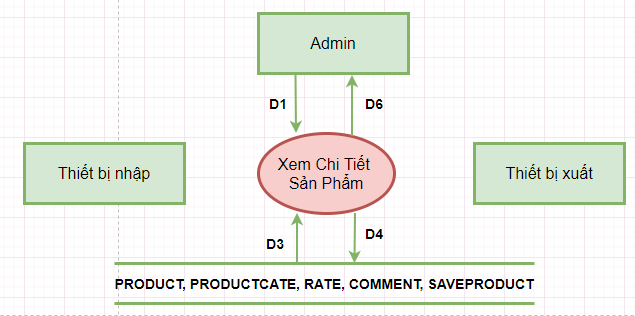 Admin
D1
D6
Thiết bị nhập
Xem Chi Tiết
Sản Phẩm
Thiết bị xuất
D3
D4
PRODUCT, PRODUCTCATE, RATE, COMMENT, SAVEPRODUCT